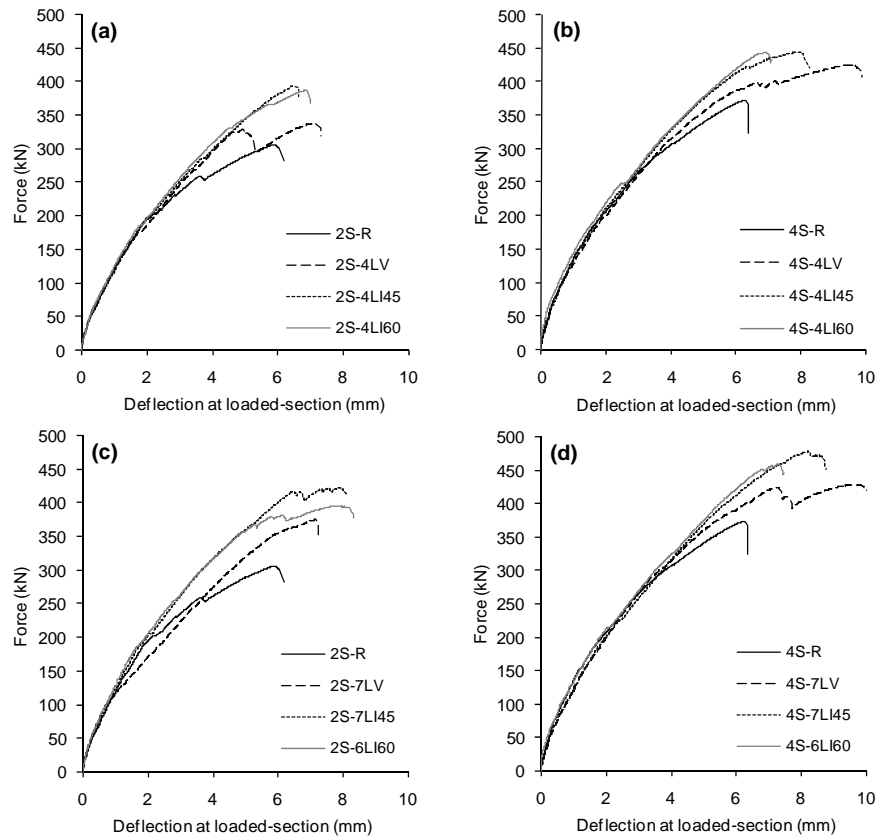 (a)
500
450
400
350
300
250
200
150
100
50
0
Force (kN)
2S-R
2S-4LV
2S-4LI45
2S-4LI60
0 2 4 6 8 10
Deflection at loaded-section (mm)
(b)
500
450
400
350
300
250
200
150
100
50
0
Force (kN)
4S-R
4S-4LV
4S-4LI45
4S-4LI60
0 2 4 6 8 10
Deflection at loaded-section (mm)
(c)
500
450
400
350
300
250
200
150
100
50
0
Force (kN)
2S-R
2S-7LV
2S-7LI45
2S-6LI60
0 2 4 6 8 10
Deflection at loaded-section (mm)
(d)
500
450
400
350
300
250
200
150
100
50
0
Force (kN)
4S-R
4S-7LV
4S-7LI45
4S-6LI60
0 2 4 6 8 10
Deflection at loaded-section (mm)